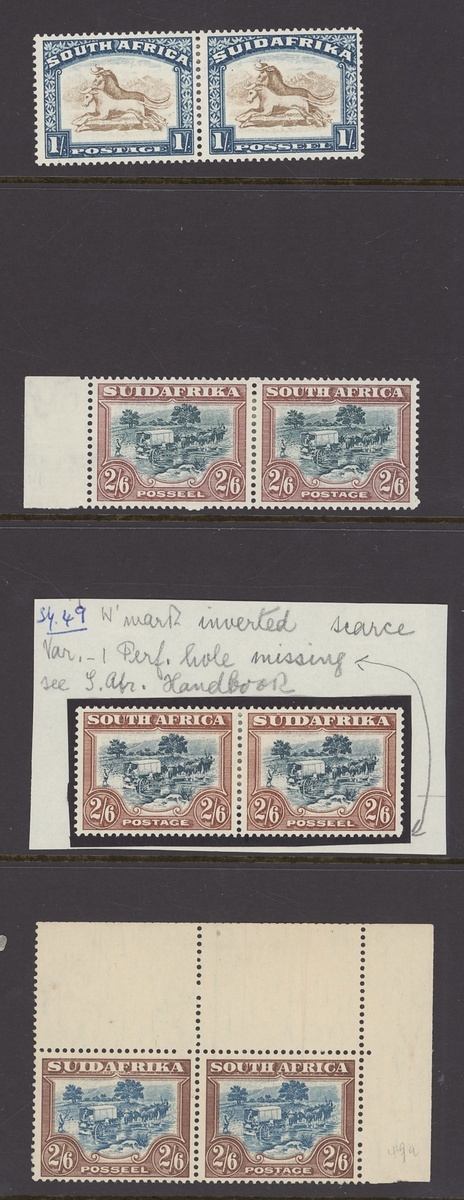 SOUTH AFRICA SUIDAFRIKA
1/- 1/- 1/- 1/-
POSTAGE POSSEEL
SUIDAFRIKA SOUTH AFRICA
2/6 2/6 2/6 2/6
POSSEEL POSTAGE
SG.49 W'mark inverted scarce
Var. - 1 Perf. hole missing
see S. Afr. Handbook
SOUTH AFRICA SUIDAFRIKA
2/6 2/6 2/6 2/6
POSTAGE POSSEEL
SUIDAFRIKA SOUTH AFRICA
2/6 2/6 2/6 2/6
POSSEEL POSTAGE